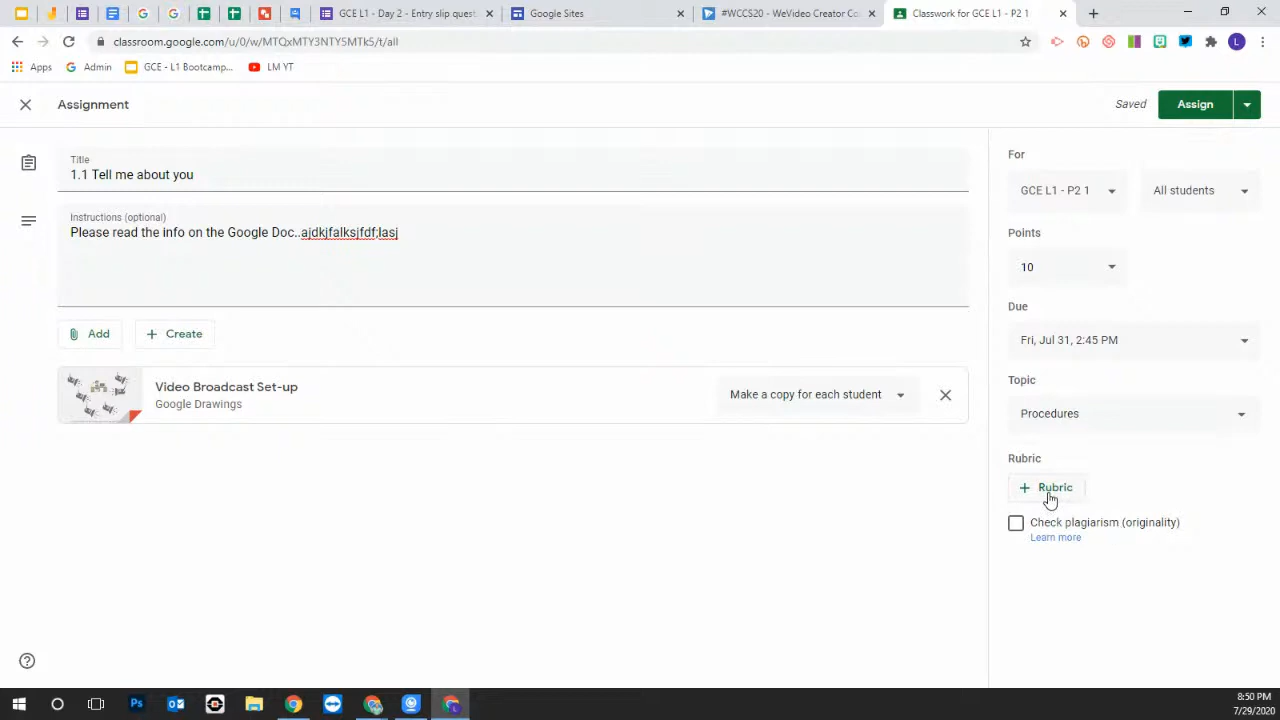 GCE L1 - Day 2 - Entry slip quest
Google Sites
#WCCS20 - WeVideo Creator Co
Classwork for GCE L1 - P2 1
classroom.google.com/u/0/w/MTQxMTY3NTY5MTk5/t/all
Apps
Admin
GCE - L1 Bootcamp...
LM YT
Assignment
Saved
Assign
Title
1.1 Tell me about you
Instructions (optional)
Please read the info on the Google Doc..ajdkjfalksjfdf;lasj
Add
Create
Video Broadcast Set-up
Google Drawings
Make a copy for each student
For
GCE L1 - P2 1
All students
Points
10
Due
Fri, Jul 31, 2:45 PM
Topic
Procedures
Rubric
+ Rubric
Check plagiarism (originality)
Learn more
8:50 PM
7/29/2020